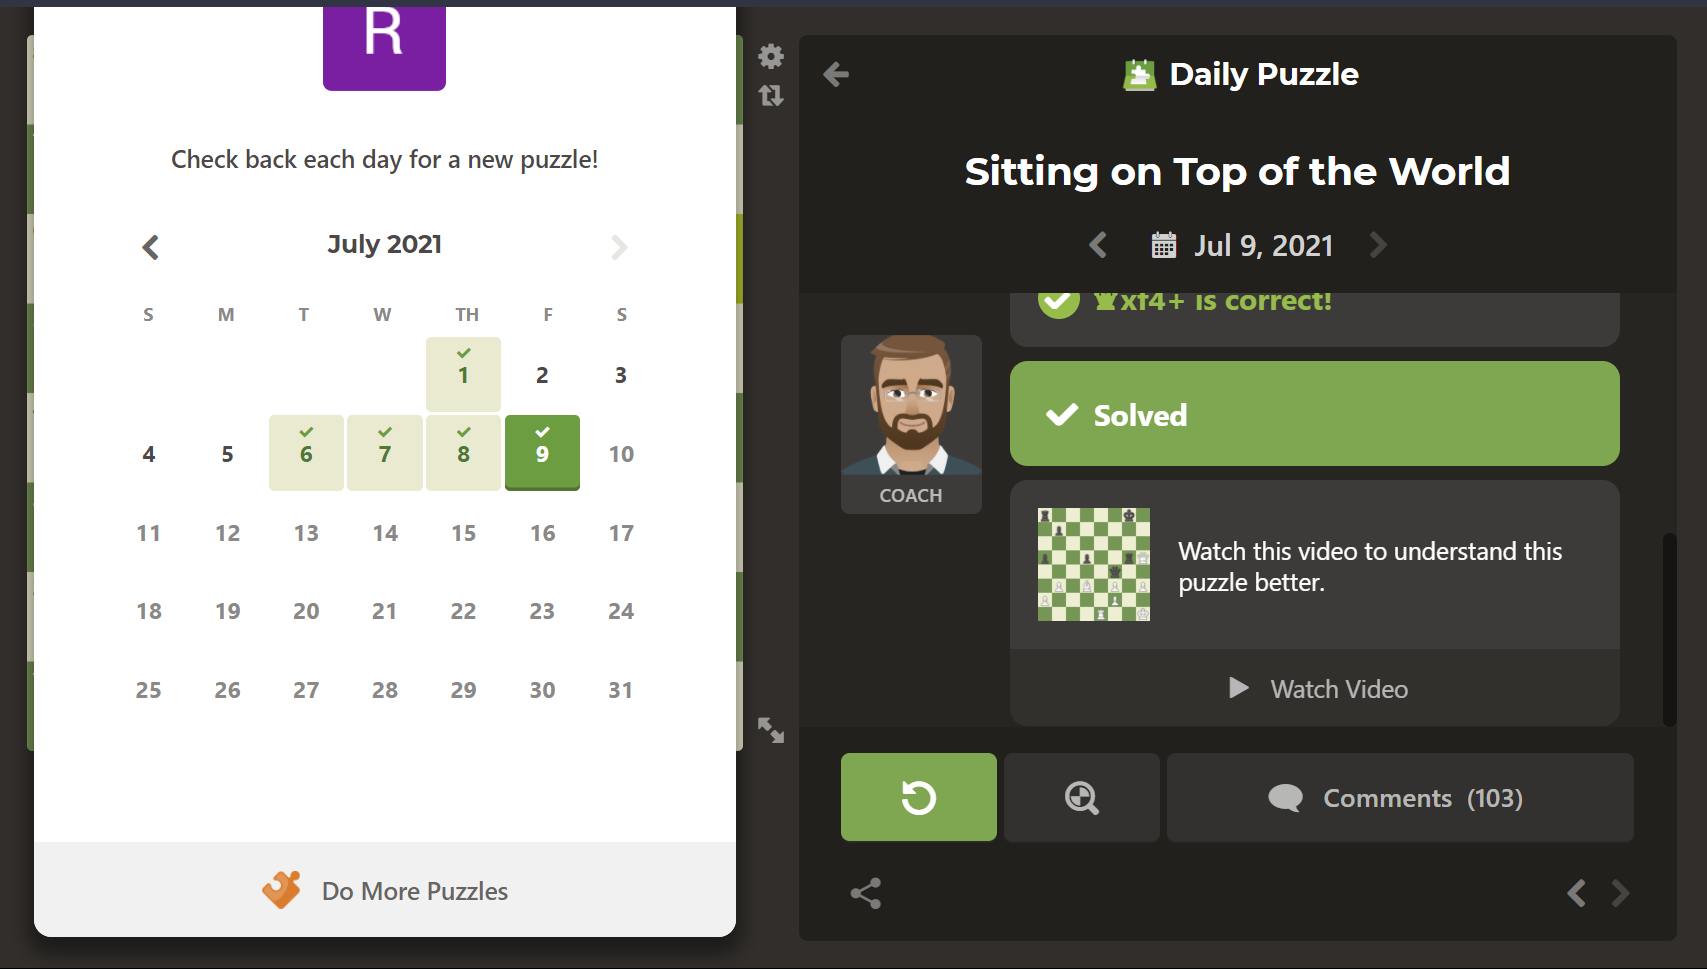 R
Check back each day for a new puzzle!
July 2021
S M T W TH F S
1 2 3
4 5 6 7 8 9 10
11 12 13 14 15 16 17
18 19 20 21 22 23 24
25 26 27 28 29 30 31
Do More Puzzles
Daily Puzzle
Sitting on Top of the World
Jul 9, 2021
♛xf4+ is correct!
COACH
Solved
Watch this video to understand this
puzzle better.
Watch Video
Comments (103)